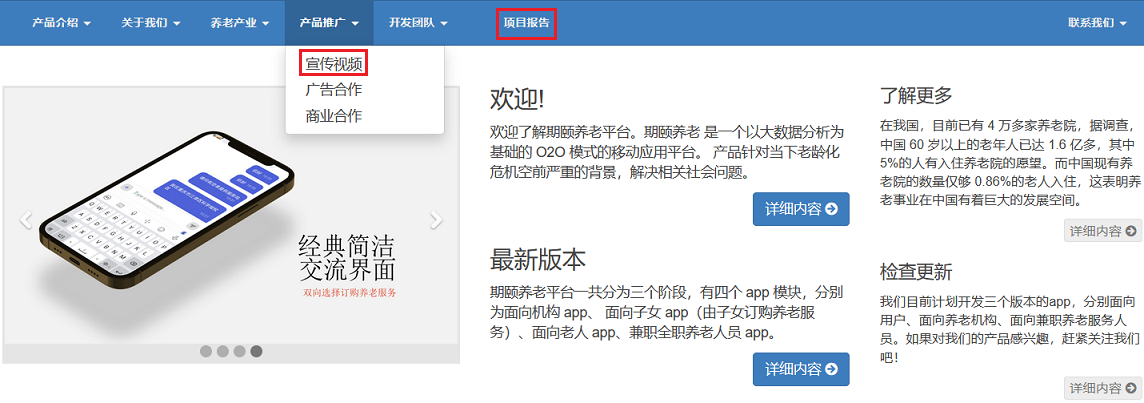 产品介绍
关于我们
养老产业
产品推广
开发团队
项目报告
联系我们
宣传视频
广告合作
商业合作
经典简洁
交流界面
双向选择订购养老服务
欢迎!
欢迎了解期颐养老平台。期颐养老 是一个以大数据分析为
基础的 O2O 模式的移动应用平台。 产品针对当下老龄化
危机空前严重的背景，解决相关社会问题。
详细内容
最新版本
期颐养老平台一共分为三个阶段，有四个 app 模块，分别
为面向机构 app、 面向子女 app（由子女订购养老服
务）、面向老人 app、兼职全职养老人员 app。
详细内容
了解更多
在我国，目前已有 4 万多家养老院，据调查，
中国 60 岁以上的老年人已达 1.6 亿多，其中
5%的人有入住养老院的愿望。而中国现有养
老院的数量仅够 0.86%的老人入住，这表明养
老事业在中国有着巨大的发展空间。
详细内容
检查更新
我们目前计划开发三个版本的app，分别面向
用户、面向养老机构、面向兼职养老服务人
员。如果对我们的产品感兴趣，赶紧关注我们
吧！
详细内容